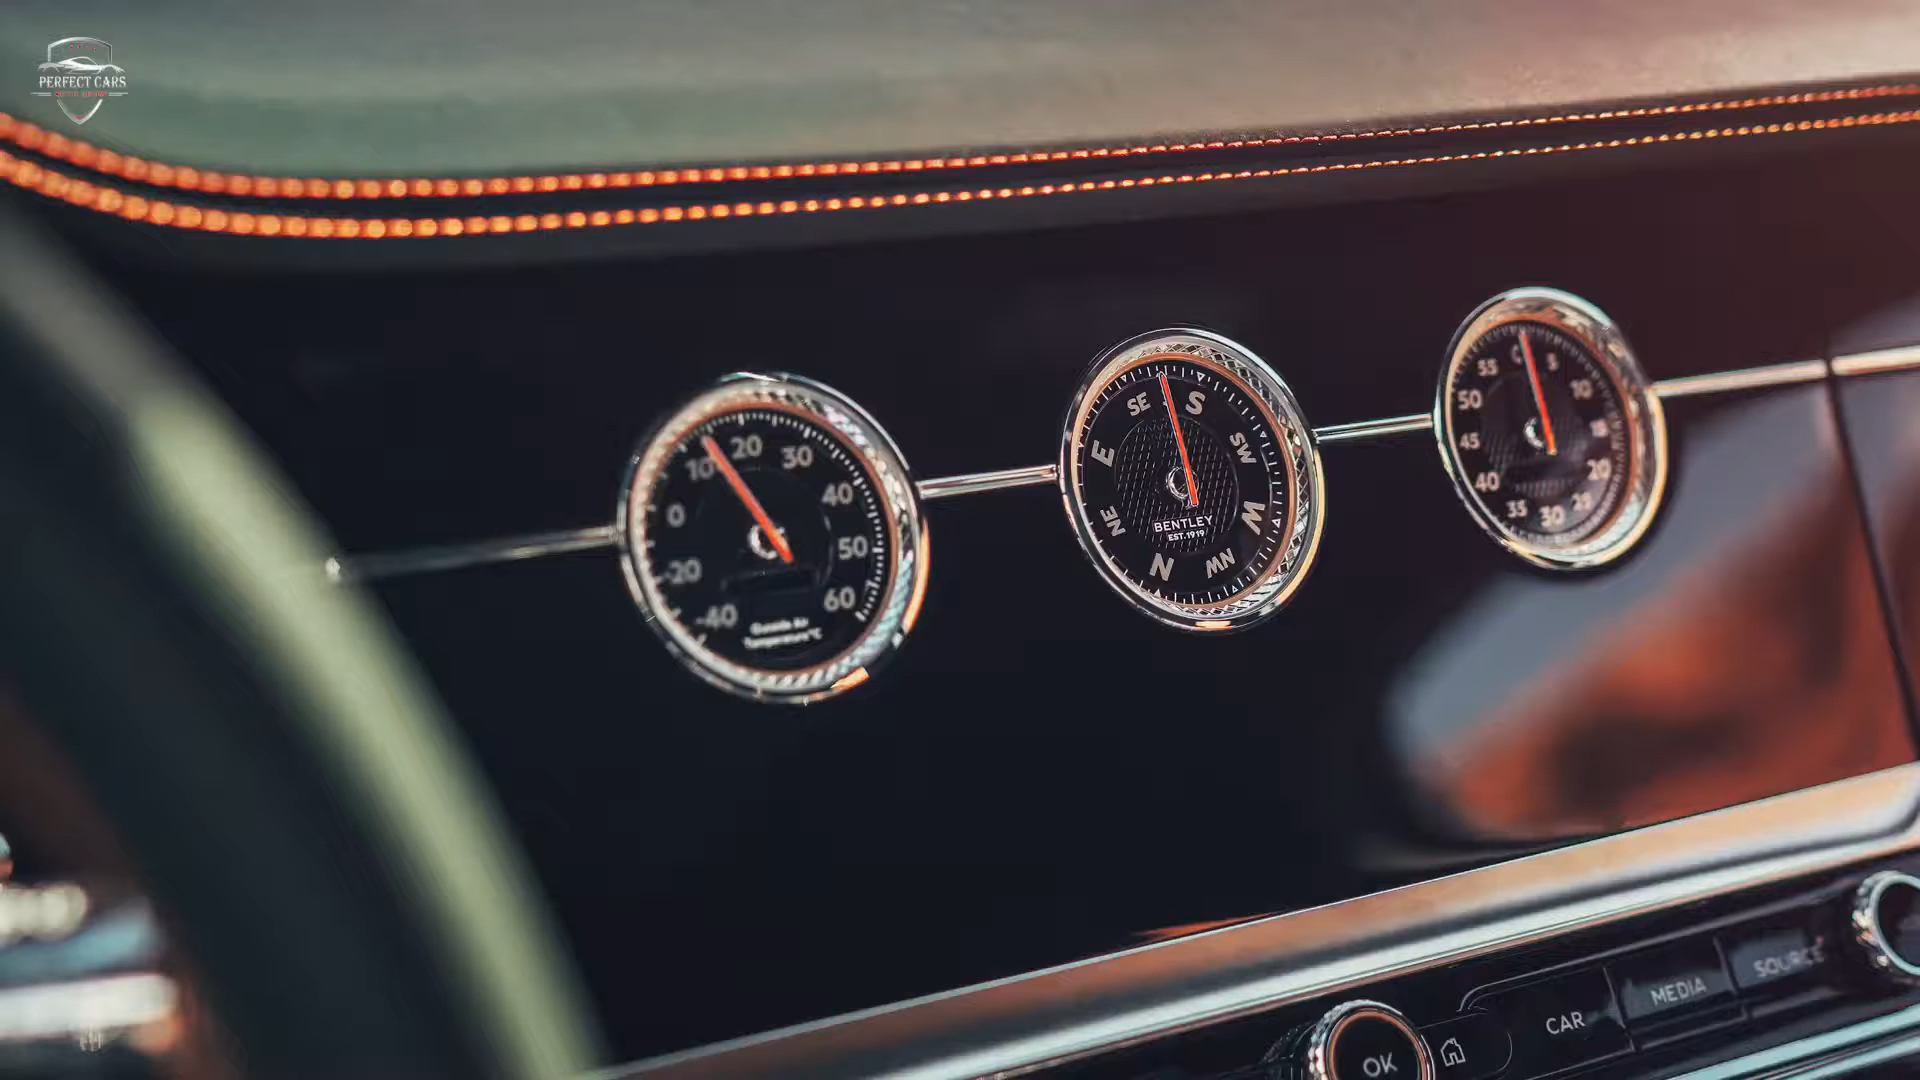 PERFECT CARS
-40
-20
0
10
20
30
40
50
60
Outside Air
Temperature°C
N
NE
E
SE
S
SW
W
NW
BENTLEY
EST.1919
0
5
10
15
20
25
30
35
40
45
50
55
OK
CAR
MEDIA
SOURCE